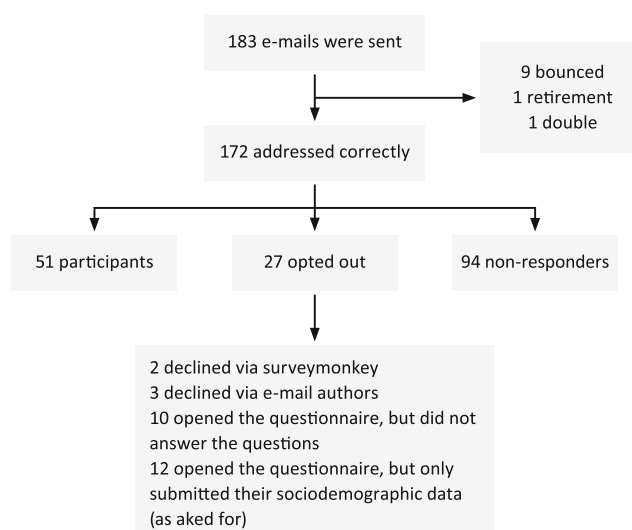 183 e-mails were sent
9 bounced
1 retirement
1 double
172 addressed correctly
51 participants
27 opted out
94 non-responders
2 declined via surveymonkey
3 declined via e-mail authors
10 opened the questionnaire, but did not
answer the questions
12 opened the questionnaire, but only
submitted their sociodemographic data
(as aked for)